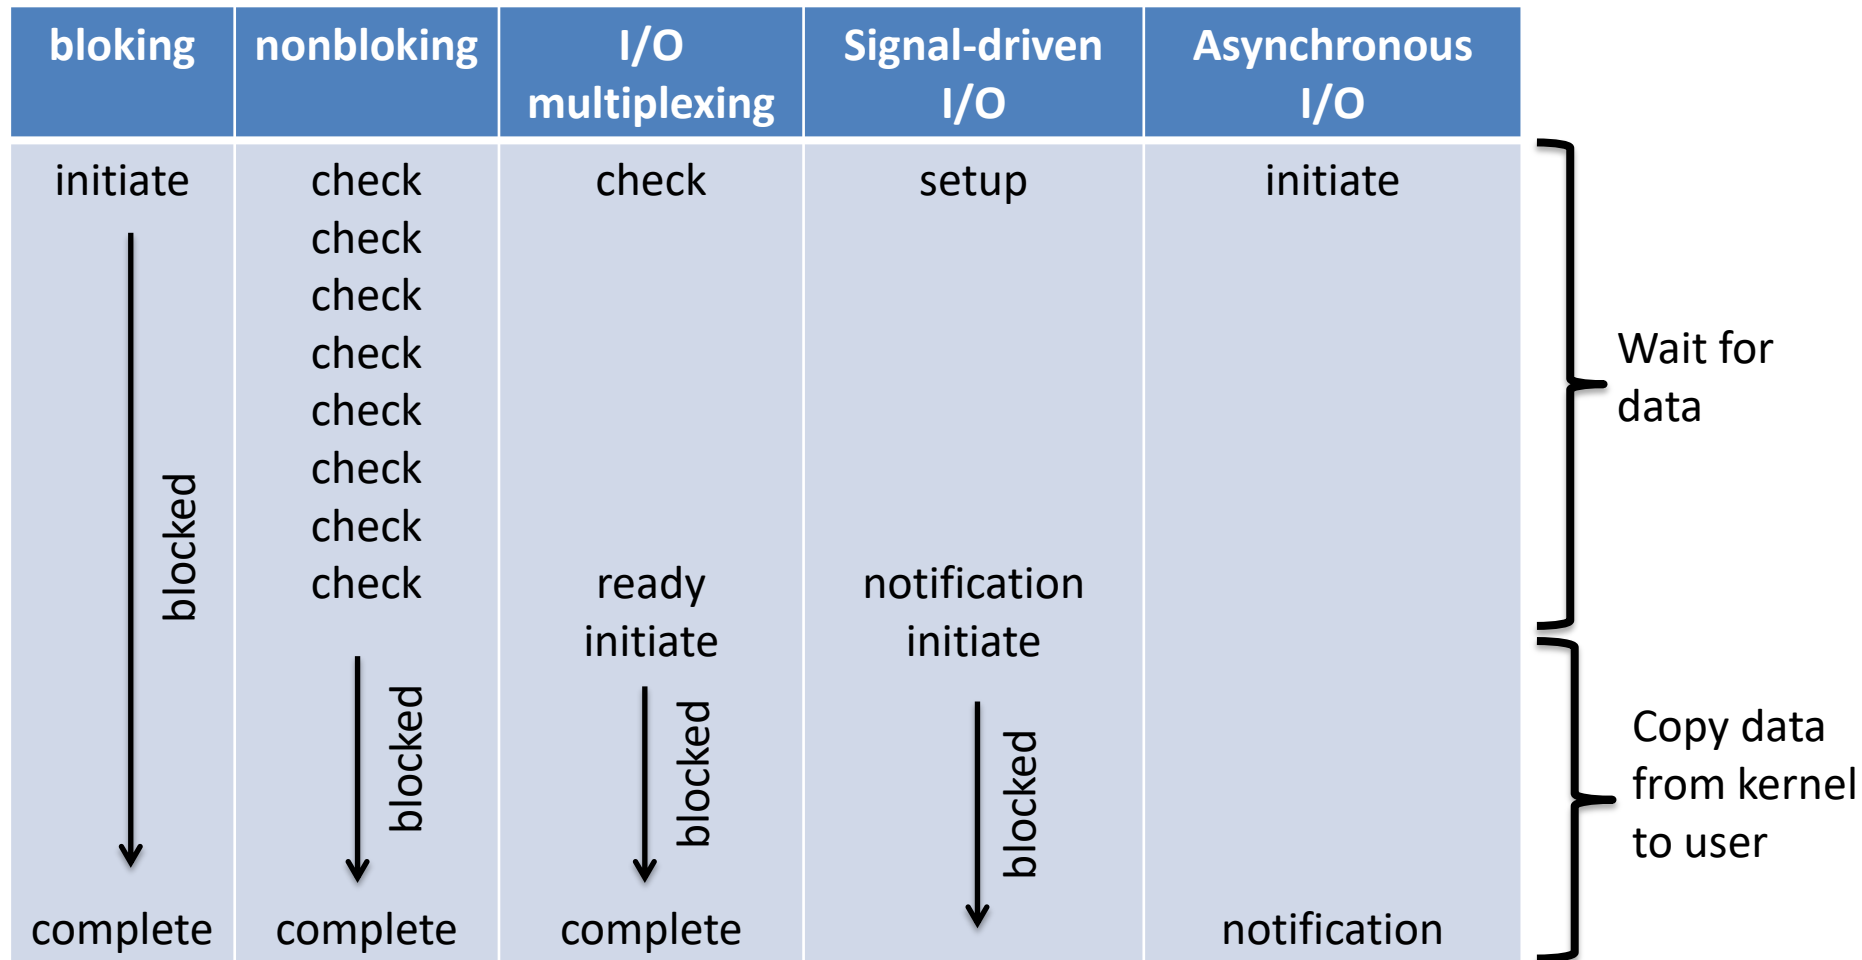 bloking
nonbloking
I/O
multiplexing
Signal-driven
I/O
Asynchronous
I/O
initiate
blocked
complete
check
check
check
check
check
check
check
check
blocked
complete
check
ready
initiate
blocked
complete
setup
notification
initiate
blocked
initiate
notification
Wait for
data
Copy data
from kernel
to user